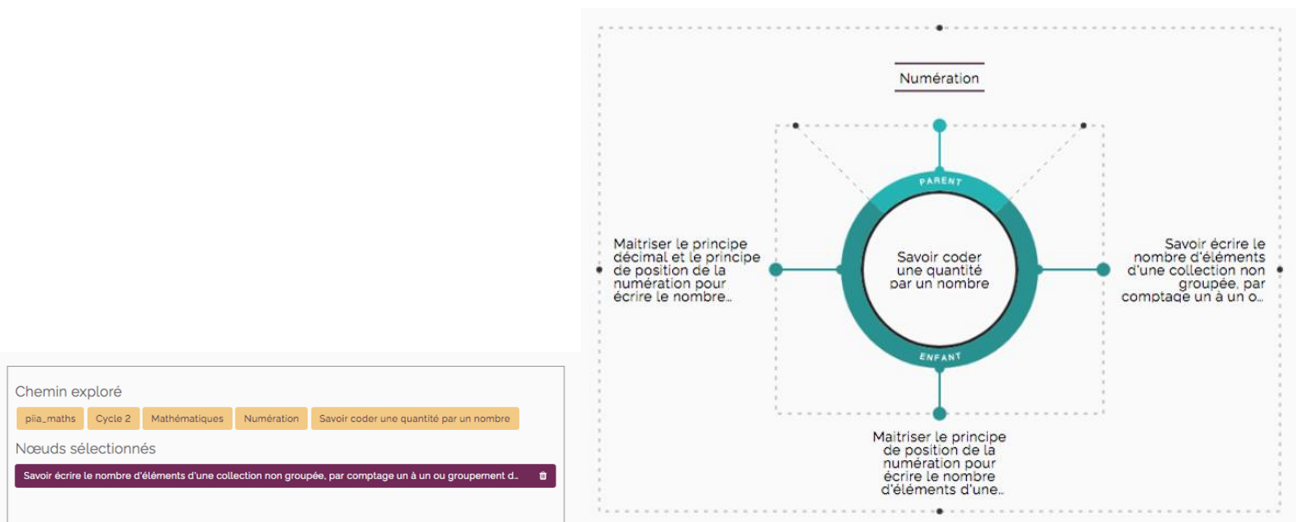 Numération
PARENT
Maitriser le principe
décimal et le principe
de position de la
numération pour
écrire le nombre...
Savoir coder
une quantité
par un nombre
Savoir écrire le
nombre d'éléments
d'une collection non
groupée, par
comptage un à un o...
ENFANT
Maitriser le principe
de position de la
numération pour
écrire le nombre
d'éléments d'une...
Chemin exploré
piia_maths Cycle 2 Mathématiques Numération Savoir coder une quantité par un nombre
Nœuds sélectionnés
Savoir écrire le nombre d'éléments d'une collection non groupée, par comptage un à un ou groupement d...